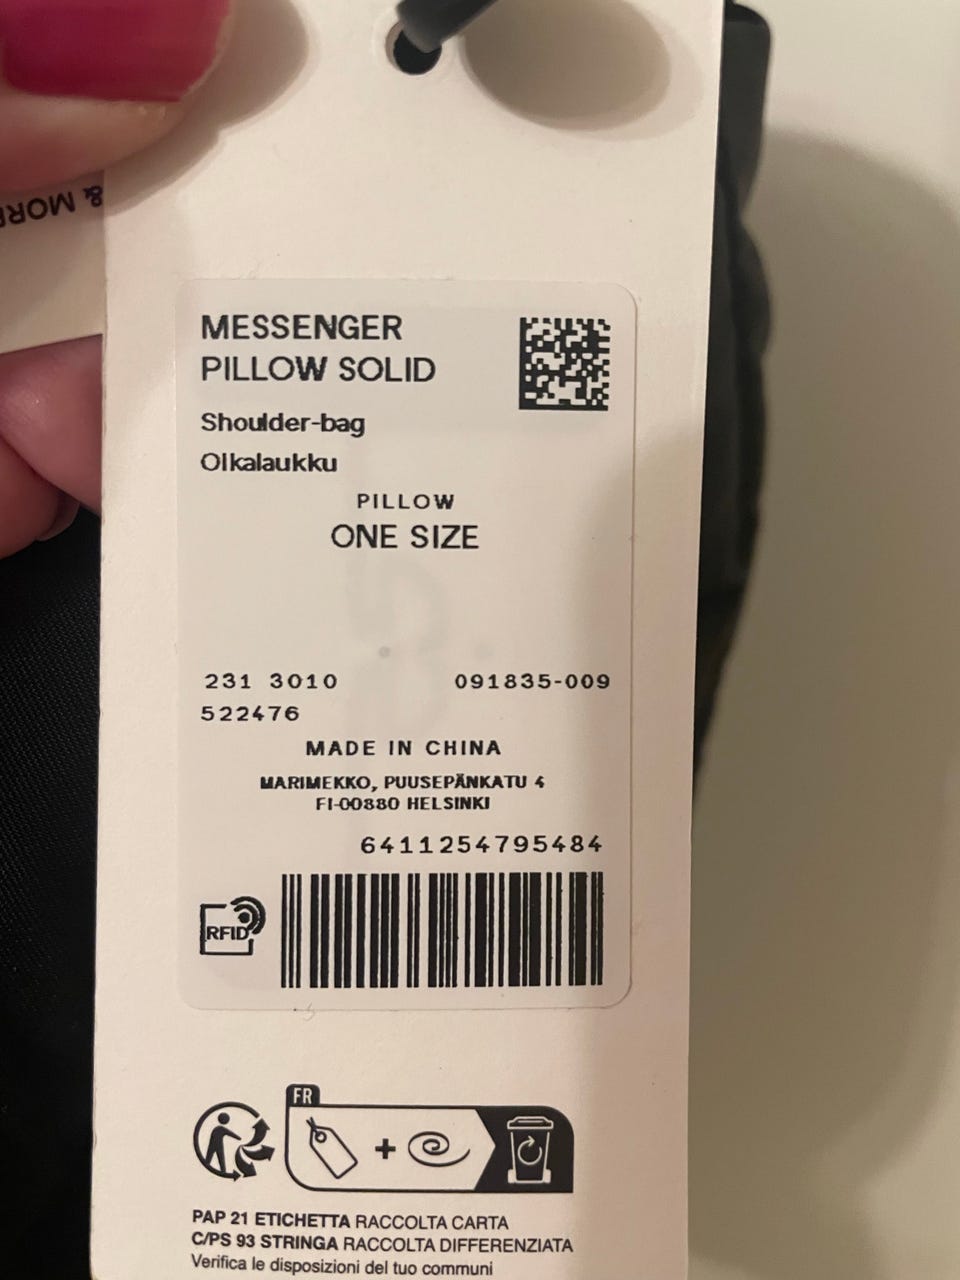 & MORE
MESSENGER
PILLOW SOLID
Shoulder-bag
Olkalaukku
PILLOW
ONE SIZE
231 3010 091835-009
522476
MADE IN CHINA
MARIMEKKO, PUUSEPÄNKATU 4
FI-00880 HELSINKI
6411254795484
RFID
FR
+
PAP 21 ETICHETTA RACCOLTA CARTA
C/PS 93 STRINGA RACCOLTA DIFFERENZIATA
Verifica le disposizioni del tuo communi